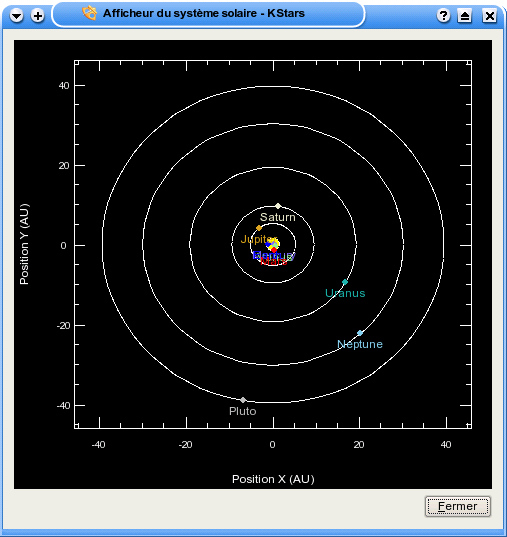 Afficheur du système solaire - KStars
40
20
0
-20
-40
Position Y (AU)
Saturn
Jupiter
Uranus
Neptune
Pluto
-40 -20 0 20 40
Position X (AU)
Fermer